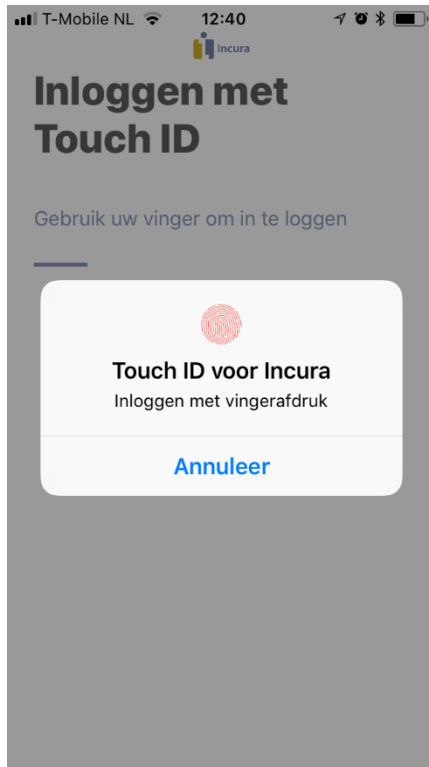 T-Mobile NL 12:40
Incura
Inloggen met
Touch ID
Gebruik uw vinger om in te loggen
Touch ID voor Incura
Inloggen met vingerafdruk
Annuleer